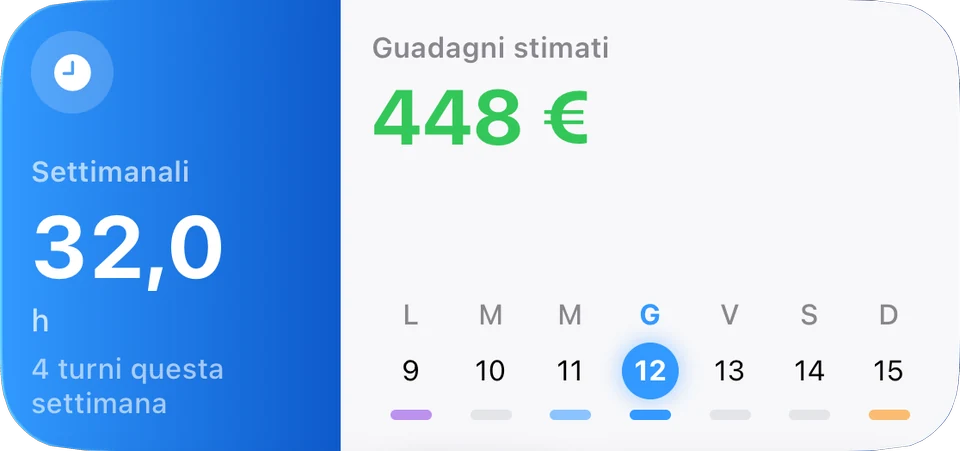 Settimanali
32,0
h
4 turni questa
settimana
Guadagni stimati
448 €
L M M G V S D
9 10 11 12 13 14 15